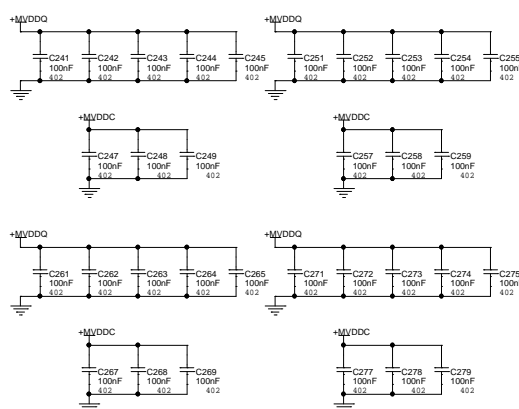 +MVDDQ +MVDDQ
C241 C242 C243 C244 C245 C251 C252 C253 C254 C255
100nF 100nF 100nF 100nF 100nF 100nF 100nF 100nF 100nF
402 402 402 402 402 402 402 402 402
+MVDDC +MVDDC
C247 C248 C249 C257 C258 C259
100nF 100nF 100nF 100nF 100nF 100nF
402 402 402 402 402 402
+MVDDQ +MVDDQ
C261 C262 C263 C264 C265 C271 C272 C273 C274 C275
100nF 100nF 100nF 100nF 100nF 100nF 100nF 100nF 100nF
402 402 402 402 402 402 402 402 402
+MVDDC +MVDDC
C267 C268 C269 C277 C278 C279
100nF 100nF 100nF 100nF 100nF 100nF
402 402 402 402 402 402